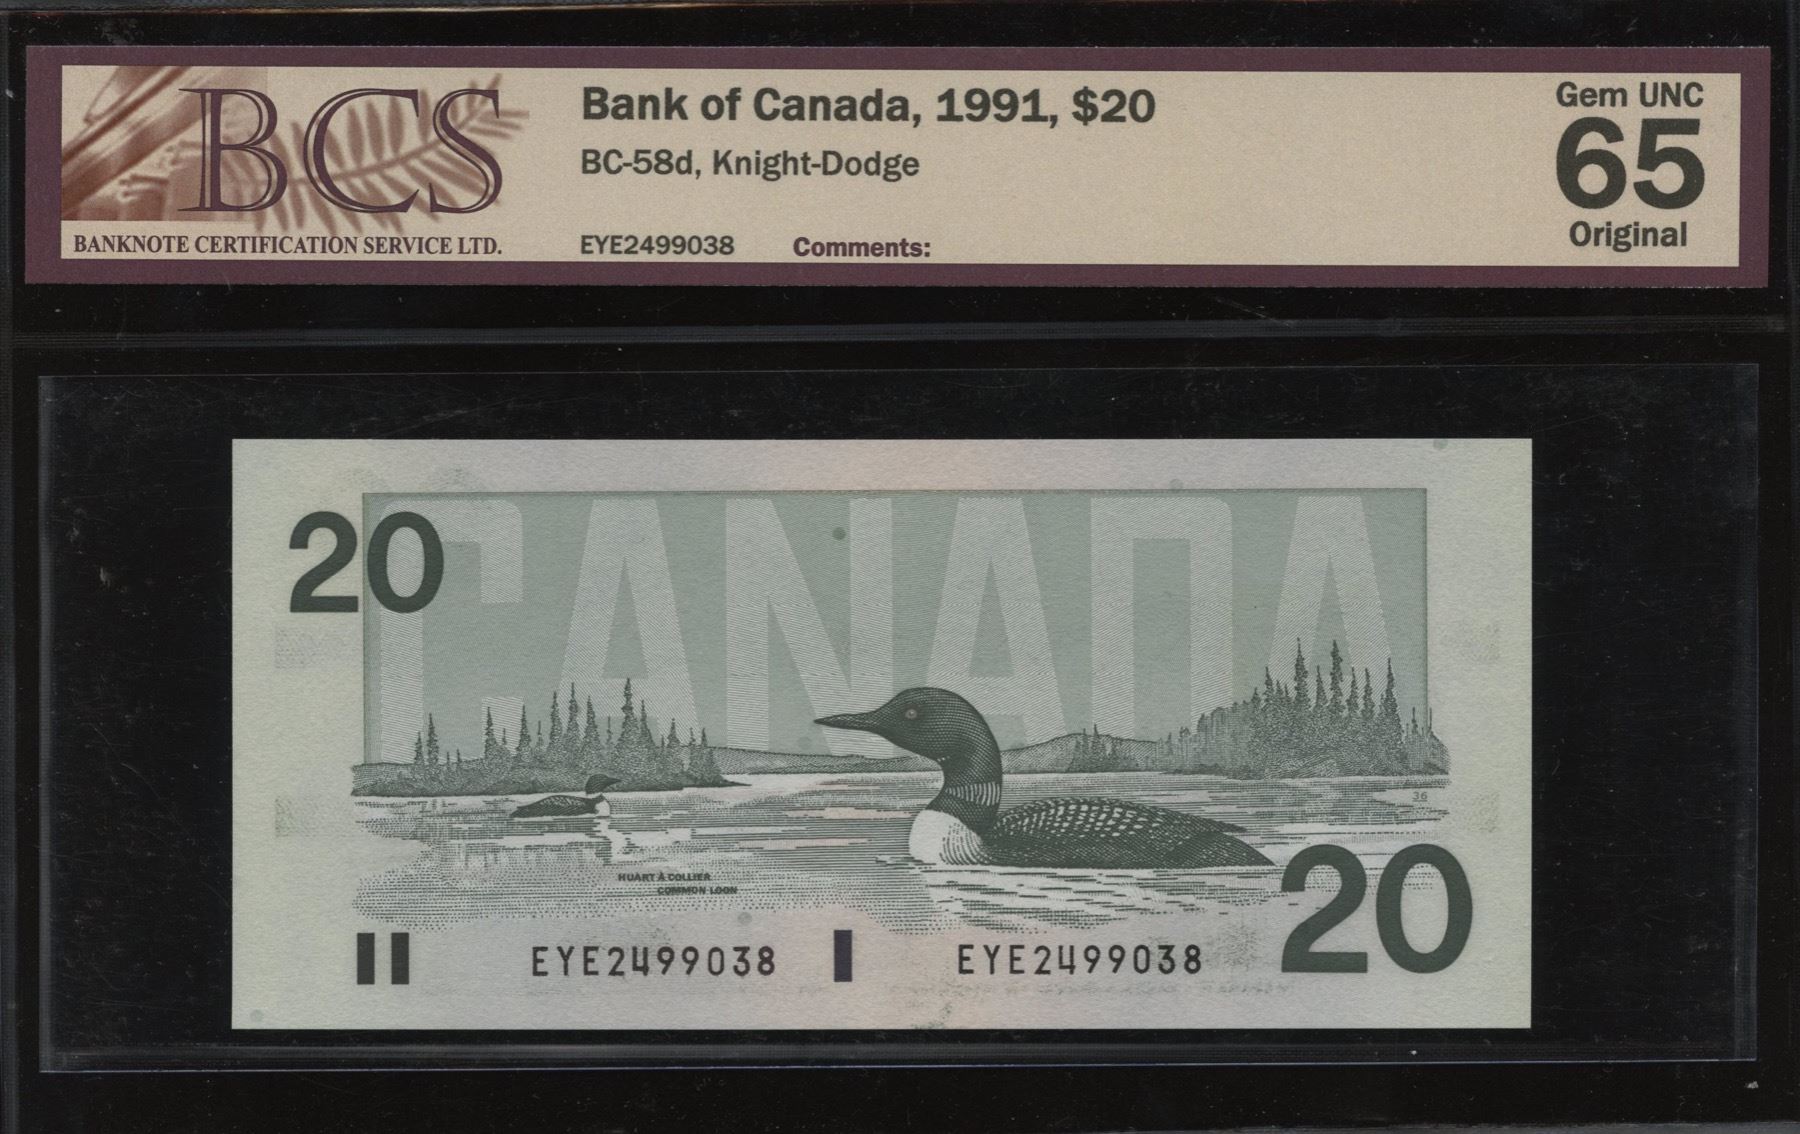 BCS
BANKNOTE CERTIFICATION SERVICE LTD.
Bank of Canada, 1991, $20
BC-58d, Knight-Dodge
EYE2499038 Comments:
Gem UNC
65
Original
20
CANADA
36
HUART À COLLIER
COMMON LOON
EYE2499038 EYE2499038
20